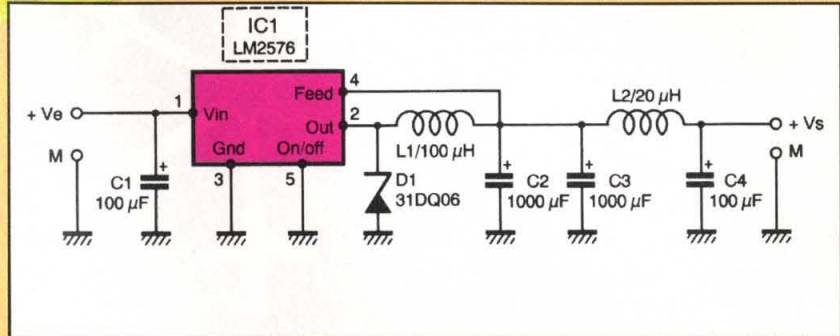 IC1
LM2576
4
Feed
L2/20 µH
1
+ Ve
Vin
2
Out
+ Vs
M
Gnd
On/off
L1/100 µH
M
+
C1
100 µF
3
5
D1
31DQ06
+
C2
1000 µF
+
C3
1000 µF
+
C4
100 µF